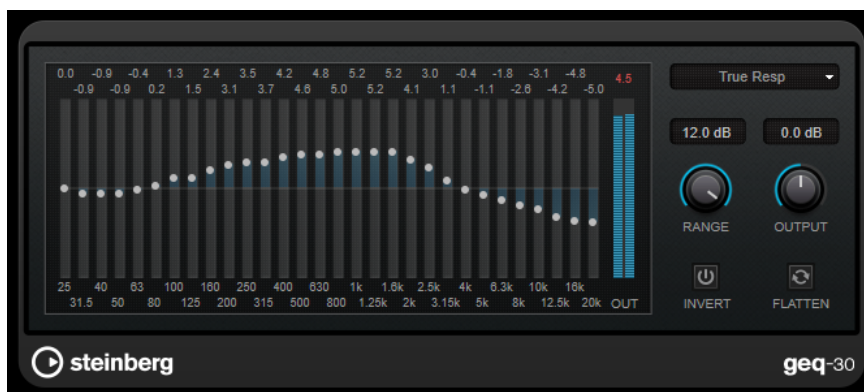 0.0 -0.9 -0.4 1.3 2.4 3.5 4.2 4.8 5.2 5.2 3.0 -0.4 -1.8 -3.1 -4.8 4.5
-0.9 -0.9 0.2 1.5 3.1 3.7 4.6 5.0 5.2 4.1 1.1 -1.1 -2.6 -4.2 -5.0
True Resp
12.0 dB 0.0 dB
RANGE OUTPUT
25 40 63 100 160 250 400 630 1k 1.6k 2.5k 4k 6.3k 10k 16k
31.5 50 80 125 200 315 500 800 1.25k 2k 3.15k 5k 8k 12.5k 20k OUT
INVERT FLATTEN
steinberg geq-30